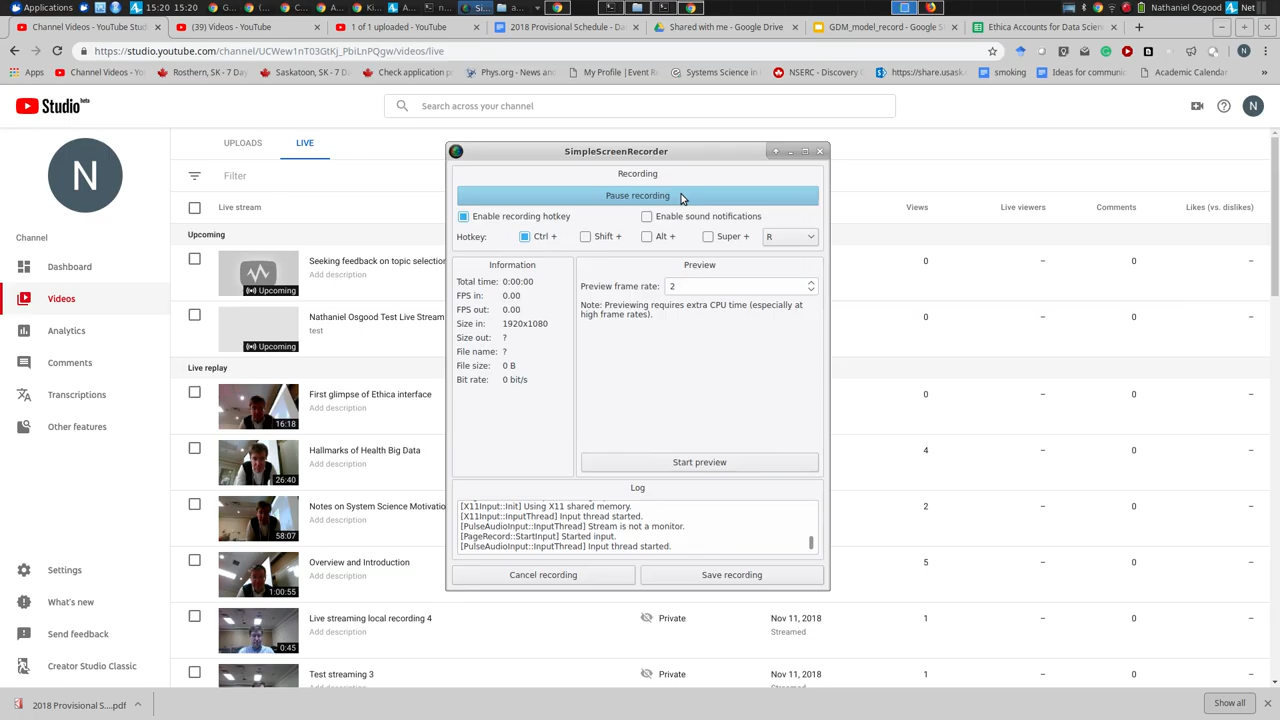 Applications
15:20
15:20
Nathaniel Osgood
Net
Channel Videos - YouTu
(39) Videos - YouTube
1 of 1 uploaded - YouTube
2018 Provisional Schedule - Da
Shared with me - Google Drive
GDM_model_record - Google S
Ethica Accounts for Data Scien
https://studio.youtube.com/channel/UCWew1nT03GtKj_PbiLnPQgw/videos/live
Apps
Channel Videos - Yo
Rosthern, SK - 7 Day
Saskatoon, SK - 7 Da
Check application p
Phys.org - News an
My Profile | Event R
Systems Science in
NSERC - Discovery
https://share.usask.
smoking
Ideas for communi
Academic Calendar
»
Studio beta
Search across your channel
N
N
UPLOADS
LIVE
Filter
Live stream
Views
Live viewers
Comments
Likes (vs. dislikes)
Channel
Dashboard
Videos
Analytics
Comments
Transcriptions
Other features
Settings
What's new
Send feedback
Creator Studio Classic
Upcoming
Seeking feedback on topic selection
Upcoming
0
–
0
–
Nathaniel Osgood Test Live Stream
test
Upcoming
0
–
0
–
Live replay
First glimpse of Ethica interface
Add description
16:18
0
–
0
–
Hallmarks of Health Big Data
Add description
26:40
4
–
0
–
Notes on System Science Motivatio
Add description
58:07
2
–
0
–
Overview and Introduction
Add description
1:00:55
5
–
0
–
Live streaming local recording 4
Add description
0:45
Private
Nov 11, 2018
Streamed
1
–
0
–
Test streaming 3
Add description
Private
Nov 11, 2018
1
–
0
–
SimpleScreenRecorder
Recording
Pause recording
Enable recording hotkey
Enable sound notifications
Hotkey:
Ctrl +
Shift +
Alt +
Super +
R
Information
Total time: 0:00:00
FPS in: 0.00
FPS out: 0.00
Size in: 1920x1080
Size out: ?
File name: ?
File size: 0 B
Bit rate: 0 bit/s
Preview
Preview frame rate: 2
Note: Previewing requires extra CPU time (especially at
high frame rates).
Start preview
Log
[X11Input::Init] Using X11 shared memory.
[X11Input::InputThread] Input thread started.
[PulseAudioInput::InputThread] Stream is not a monitor.
[PageRecord::StartInput] Started input.
[PulseAudioInput::InputThread] Input thread started.
Cancel recording
Save recording
2018 Provisional S....pdf
Show all